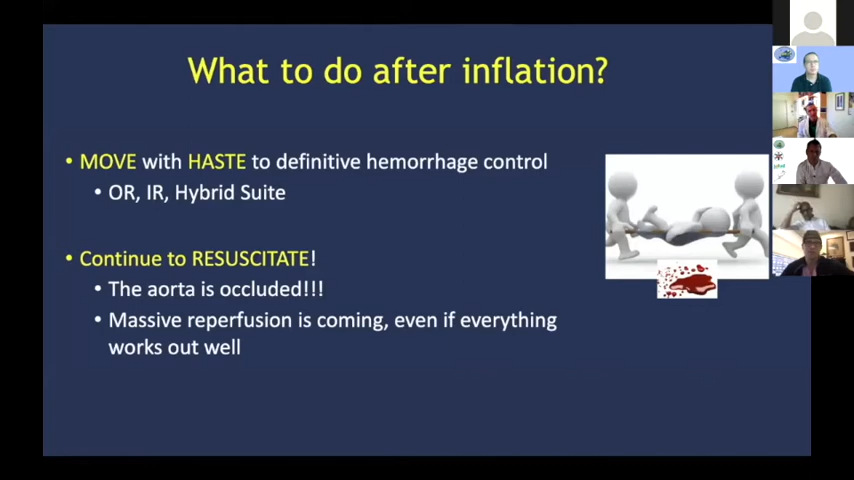 What to do after inflation?
• MOVE with HASTE to definitive hemorrhage control
• OR, IR, Hybrid Suite
• Continue to RESUSCITATE!
• The aorta is occluded!!!
• Massive reperfusion is coming, even if everything
works out well